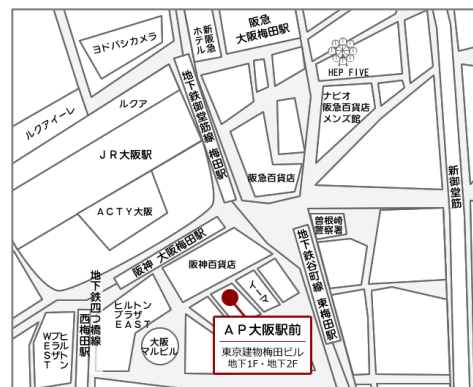 ヨドバシカメラ
新阪急
ホテル
阪急
大阪梅田駅
HEP FIVE
ナビオ
阪急百貨店
メンズ館
ルクアイーレ
ルクア
地下鉄御堂筋線 梅田駅
JR大阪駅
阪急百貨店
新御堂筋
ACTY大阪
曽根崎
警察署
阪神 大阪梅田駅
阪神百貨店
地下鉄谷町線 東梅田駅
イーマ
地下鉄四つ橋線
西梅田駅
ヒルトン
プラザ
EAST
ヒルトン
プラザ
WEST
大阪
マルビル
AP大阪駅前
東京建物梅田ビル
地下1F・地下2F